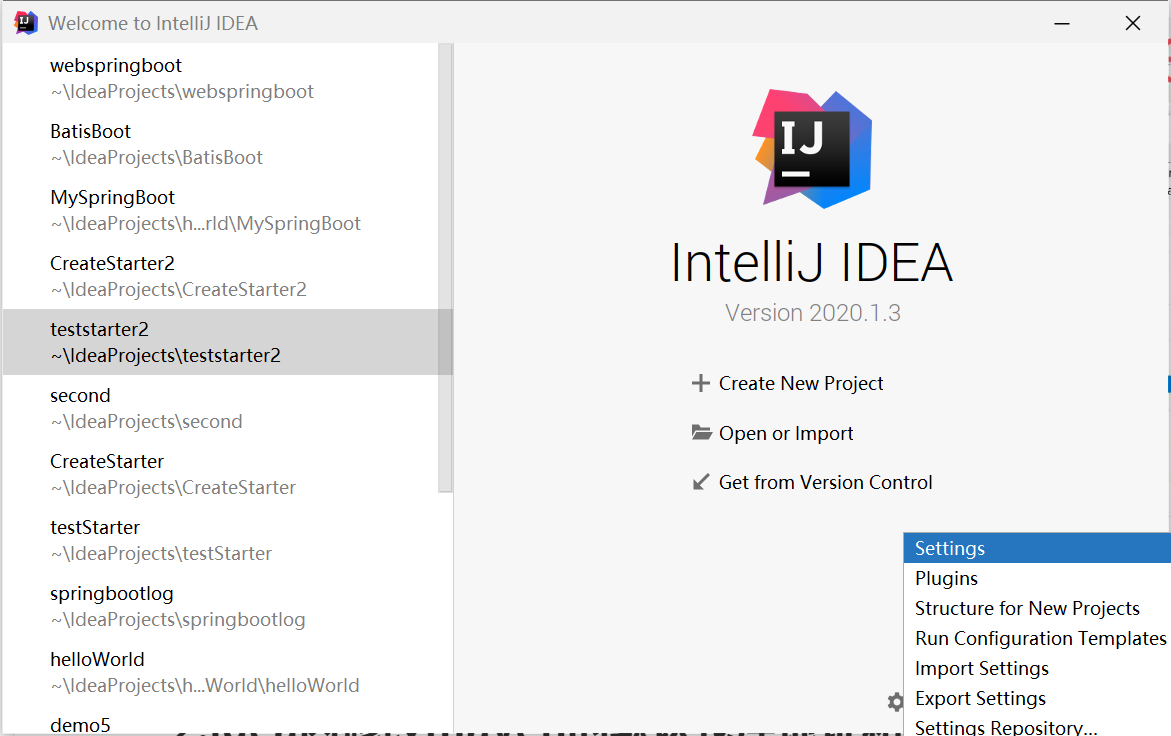 Welcome to IntelliJ IDEA
webspringboot
~\IdeaProjects\webspringboot
BatisBoot
~\IdeaProjects\BatisBoot
MySpringBoot
~\IdeaProjects\h...rld\MySpringBoot
CreateStarter2
~\IdeaProjects\CreateStarter2
teststarter2
~\IdeaProjects\teststarter2
second
~\IdeaProjects\second
CreateStarter
~\IdeaProjects\CreateStarter
testStarter
~\IdeaProjects\testStarter
springbootlog
~\IdeaProjects\springbootlog
helloWorld
~\IdeaProjects\h...World\helloWorld
demo5
IJ
IntelliJ IDEA
Version 2020.1.3
Create New Project
Open or Import
Get from Version Control
Settings
Plugins
Structure for New Projects
Run Configuration Templates
Import Settings
Export Settings
Settings Repository...